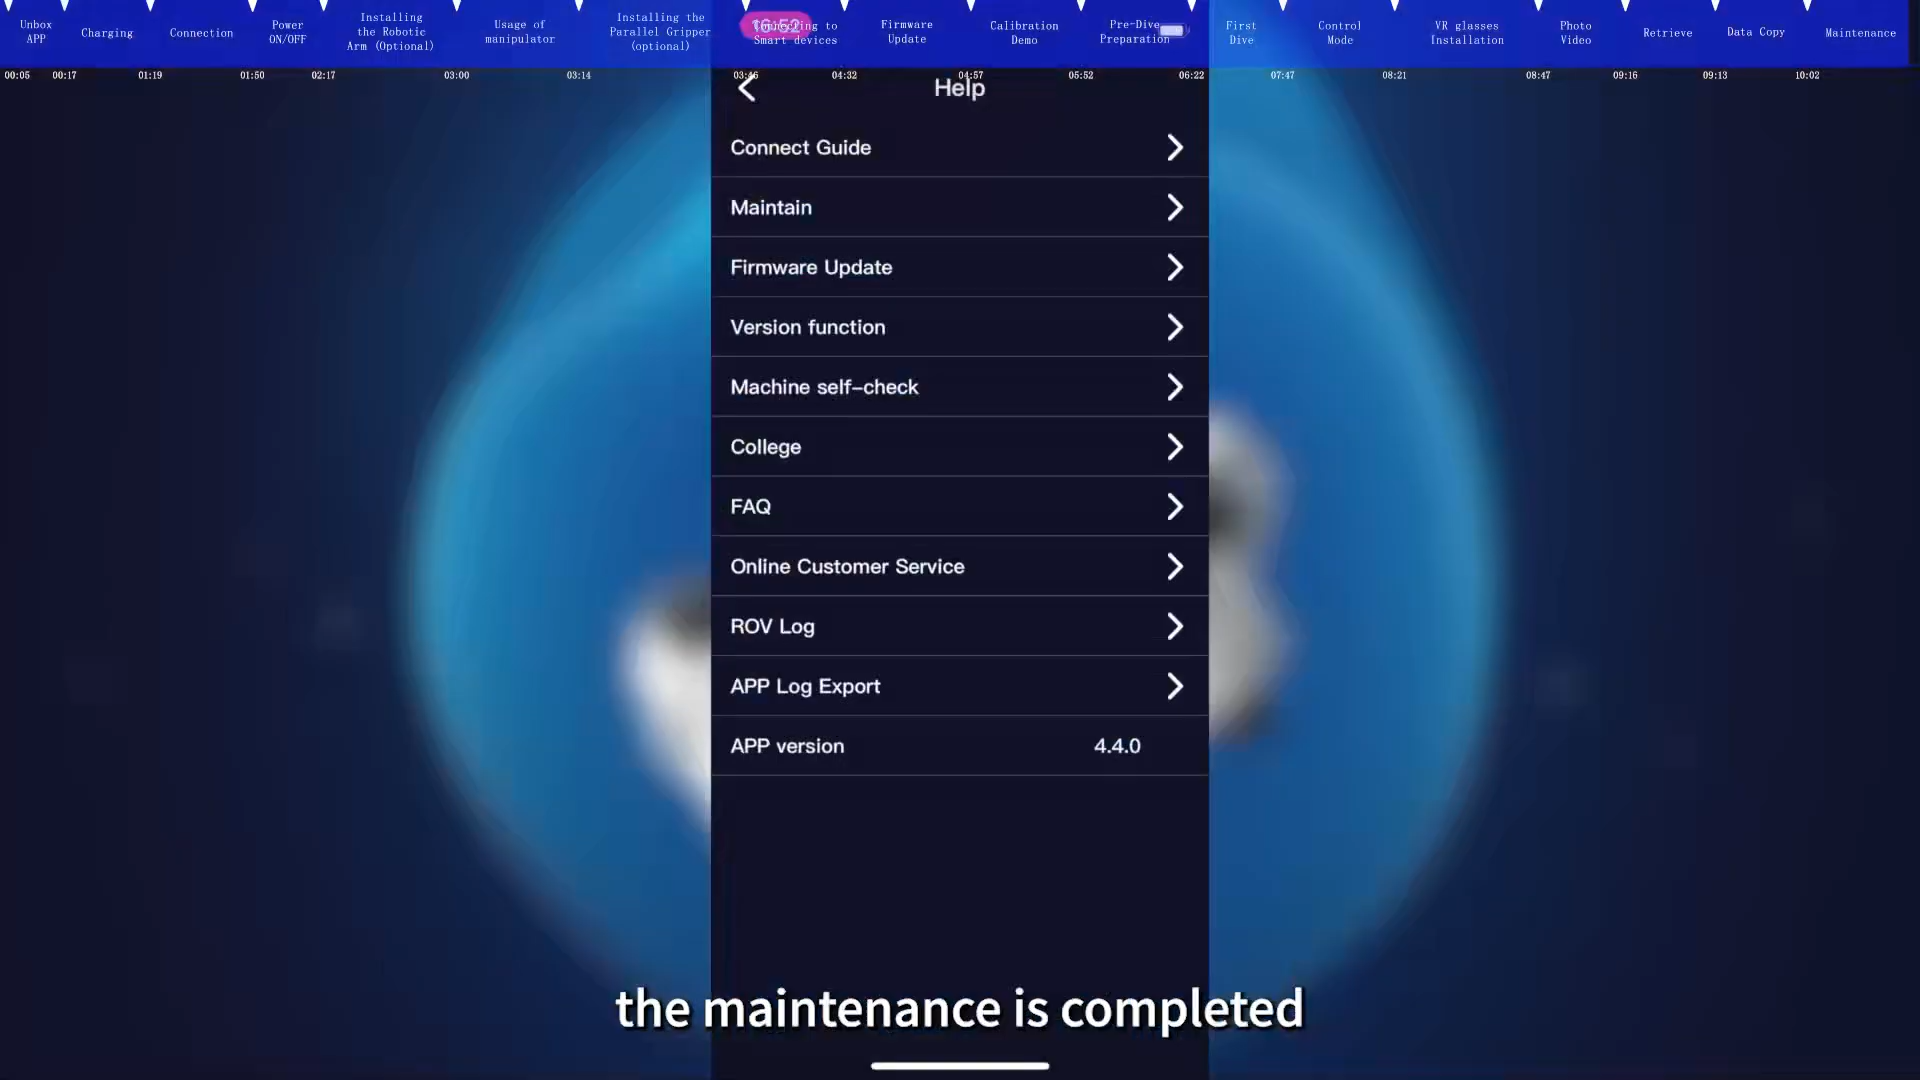 Unbox
APP
Charging
Connection
Power
ON/OFF
Installing
the Robotic
Arm (Optional)
Usage of
manipulator
Installing the
Parallel Gripper
(optional)
16:52
Smart devices
Firmware
Update
Calibration
Demo
Pre-Dive
Preparation
First
Dive
Control
Mode
VR glasses
Installation
Photo
Video
Retrieve
Data Copy
Maintenance
00:05 00:17 01:19 01:50 02:17 03:00 03:14 03:46 04:32 04:57 05:52 06:22 07:47 08:21 08:47 09:16 09:13 10:02
Help
Connect Guide
Maintain
Firmware Update
Version function
Machine self-check
College
FAQ
Online Customer Service
ROV Log
APP Log Export
APP version 4.4.0
the maintenance is completed